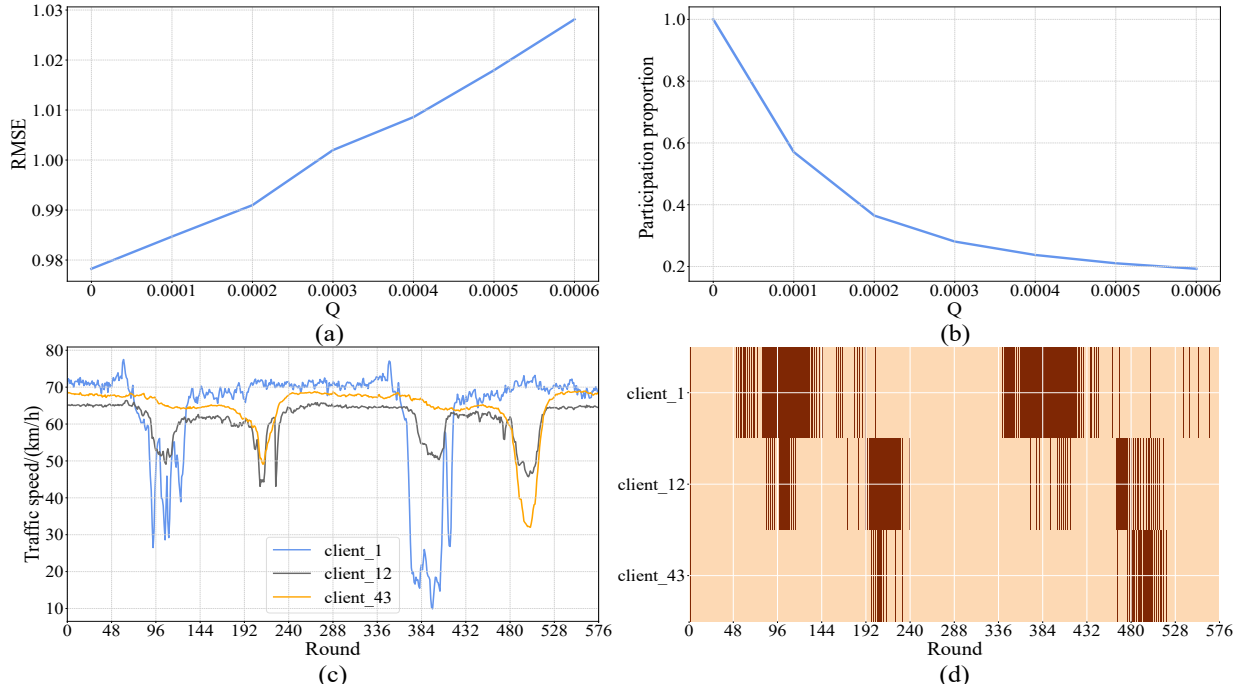 1.03
1.02
1.01
1.00
0.99
0.98
RMSE
0 0.0001 0.0002 0.0003 0.0004 0.0005 0.0006
Q
(a)
1.0
0.8
0.6
0.4
0.2
Participation proportion
0 0.0001 0.0002 0.0003 0.0004 0.0005 0.0006
Q
(b)
80
70
60
50
40
30
20
10
Traffic speed/(km/h)
client_1
client_12
client_43
0 48 96 144 192 240 288 336 384 432 480 528 576
Round
(c)
client_1
client_12
client_43
0 48 96 144 192 240 288 336 384 432 480 528 576
Round
(d)